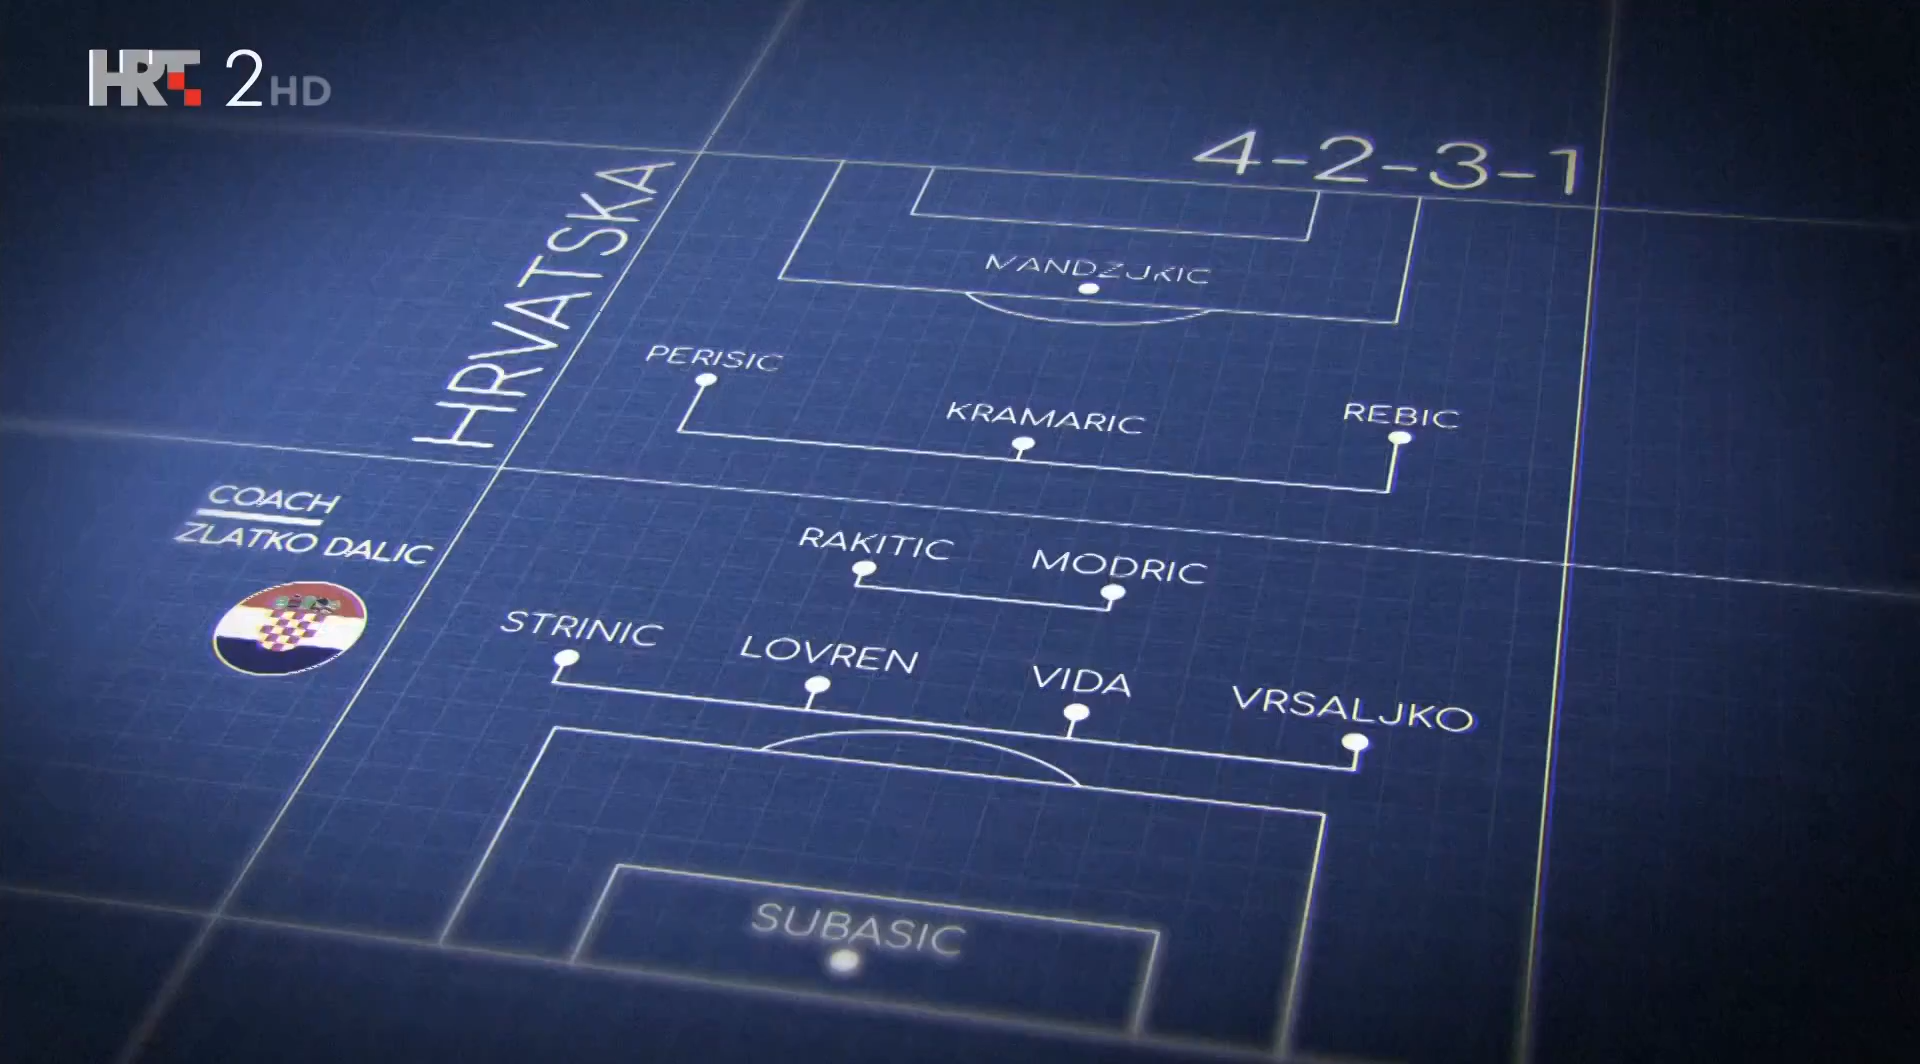 HRT 2HD
4-2-3-1
HRVATSKA
MANDZUKIC
PERISIC
KRAMARIC
REBIC
COACH
ZLATKO DALIC
RAKITIC
MODRIC
STRINIC
LOVREN
VIDA
VRSALJKO
SUBASIC